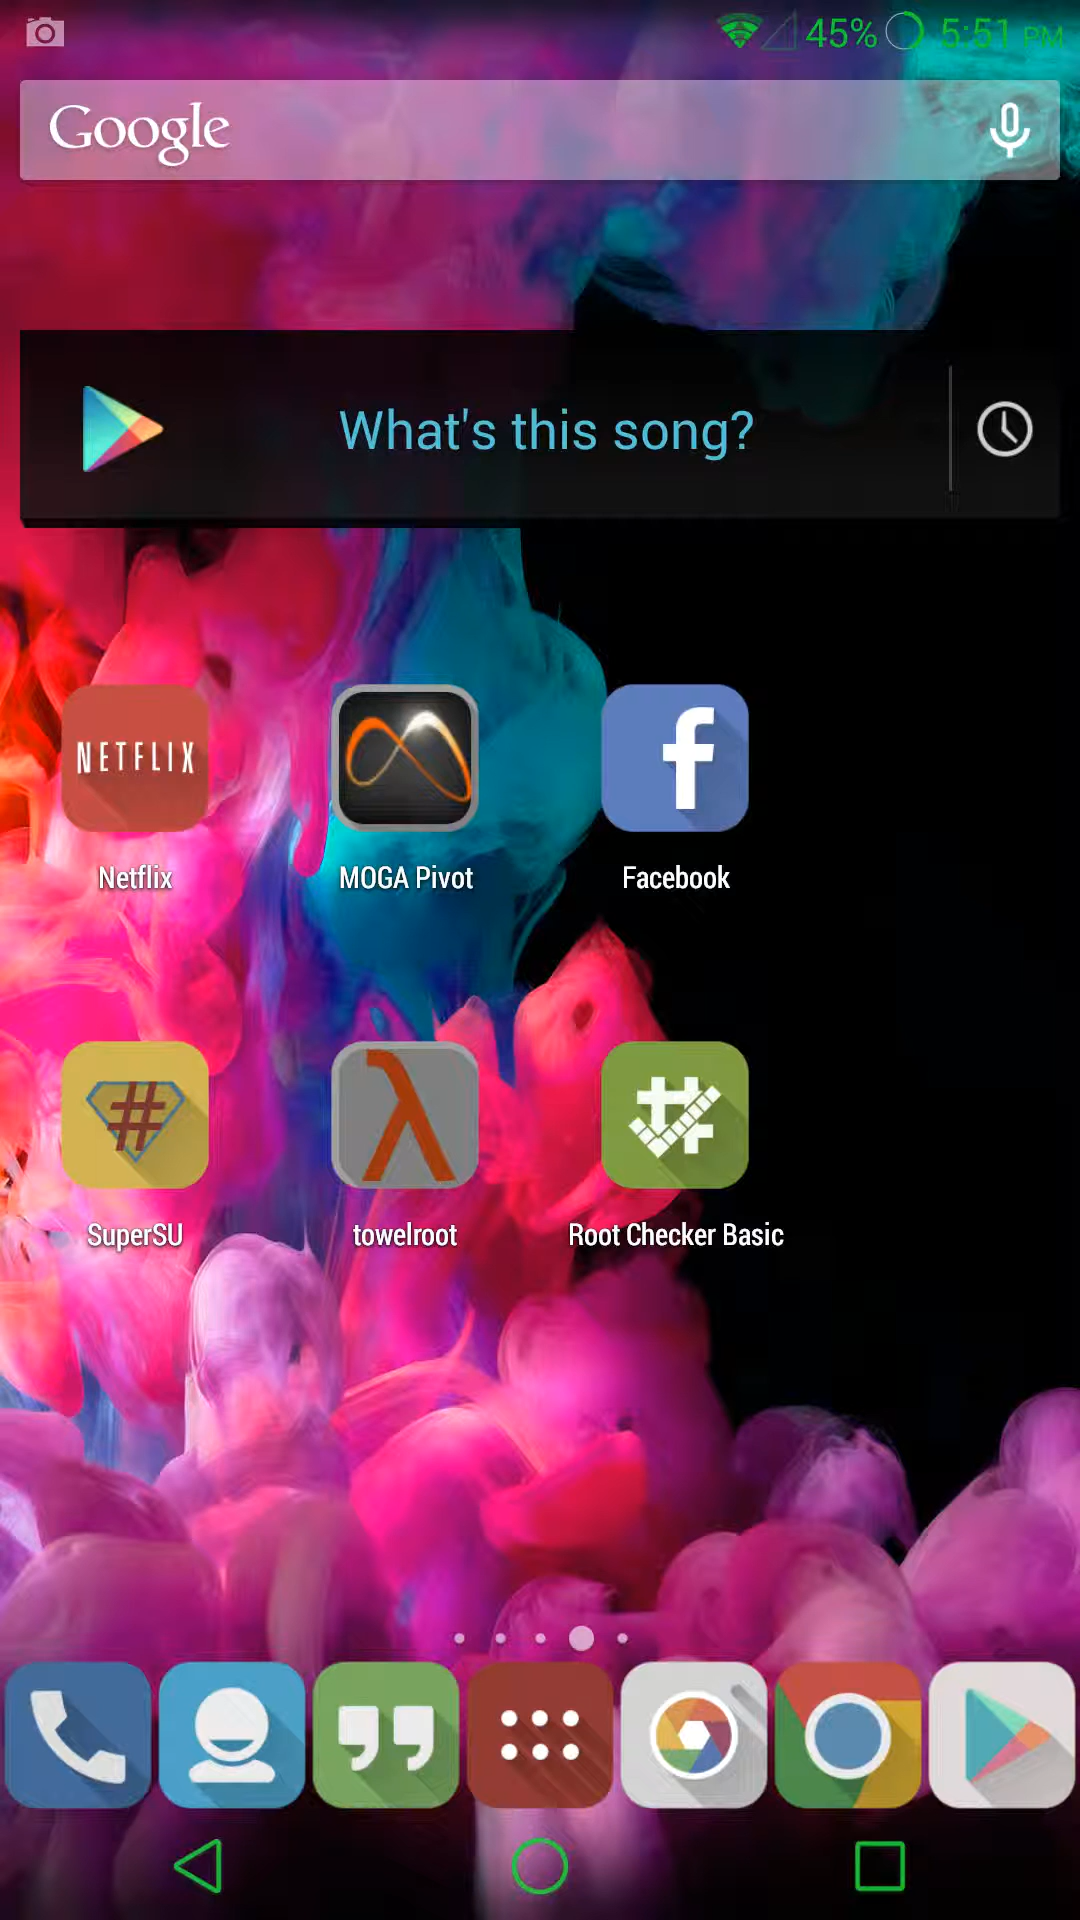 45% 5:51 PM
Google
What's this song?
NETFLIX
Netflix MOGA Pivot Facebook
SuperSU towelroot Root Checker Basic